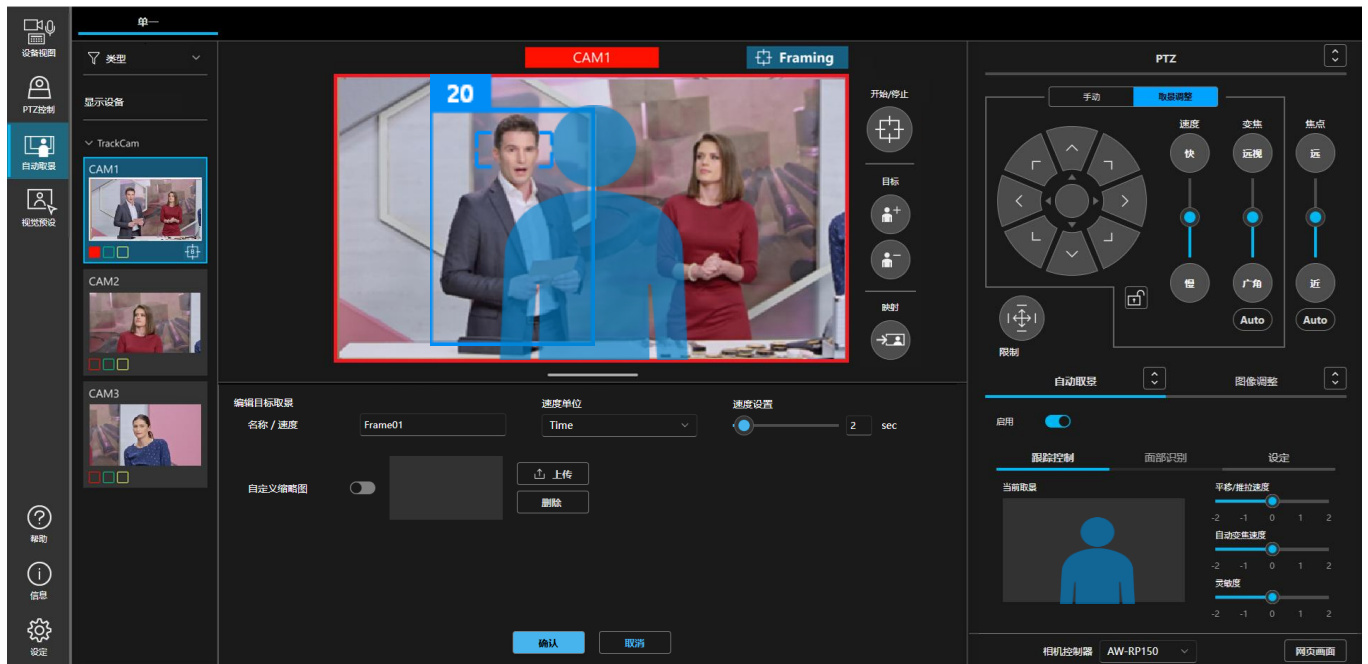 单一
设备视图
PTZ控制
自动取景
视觉预设
帮助
信息
设定
类型
显示设备
TrackCam
CAM1
CAM2
CAM3
CAM1
Framing
20
开始/停止
目标
映射
编辑目标取景
名称 / 速度
Frame01
速度单位
Time
速度设置
2 sec
自定义缩略图
上传
删除
确认
取消
PTZ
手动
取景调整
速度
变焦
焦点
快
远视
远
慢
广角
近
Auto
Auto
限制
自动取景
图像调整
启用
跟踪控制
面部识别
设定
当前取景
平移/推拉速度
-2 -1 0 1 2
自动变焦速度
-2 -1 0 1 2
灵敏度
-2 -1 0 1 2
相机控制器
AW-RP150
网页画面